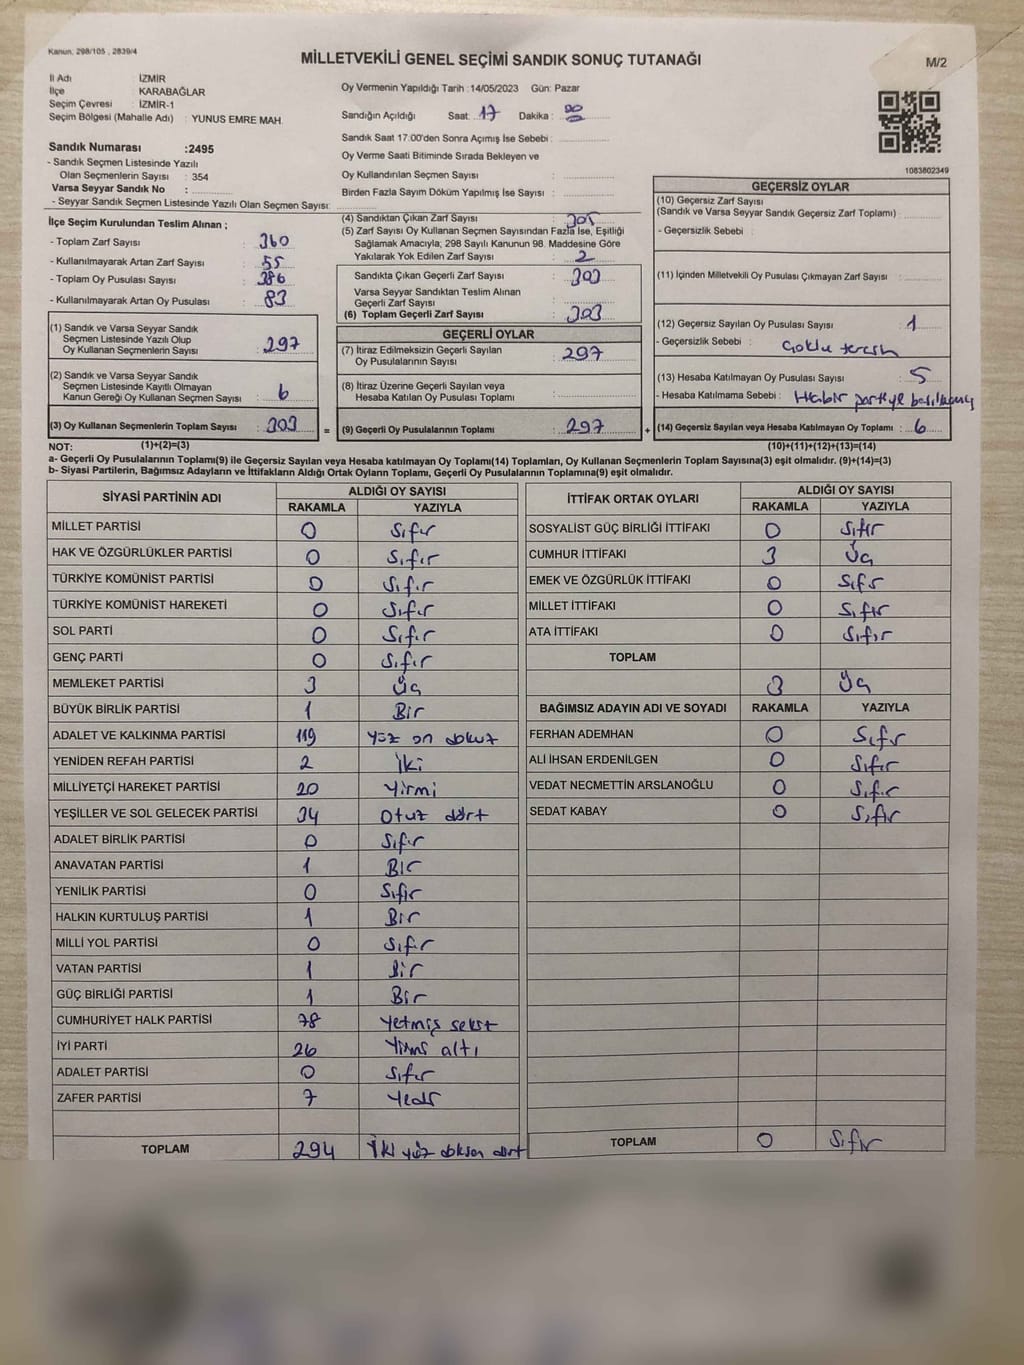 Kanun: 298/105 , 2839/4
MİLLETVEKİLİ GENEL SEÇİMİ SANDIK SONUÇ TUTANAĞI
M/2
İl Adı : İZMİR
İlçe : KARABAĞLAR
Seçim Çevresi : İZMİR-1
Seçim Bölgesi (Mahalle Adı) : YUNUS EMRE MAH.
Sandık Numarası :2495
- Sandık Seçmen Listesinde Yazılı
Olan Seçmenlerin Sayısı : 354
Varsa Seyyar Sandık No :
- Seyyar Sandık Seçmen Listesinde Yazılı Olan Seçmen Sayısı:
Oy Vermenin Yapıldığı Tarih :14/05/2023 Gün: Pazar
Sandığın Açıldığı Saat 17 Dakika : 00
Sandık Saat 17:00'den Sonra Açımış İse Sebebi :
Oy Verme Saati Bitiminde Sırada Bekleyen ve
Oy Kullandırılan Seçmen Sayısı :
Birden Fazla Sayım Döküm Yapılmış İse Sayısı :
1083802349
İlçe Seçim Kurulundan Teslim Alınan ;
- Toplam Zarf Sayısı : 360
- Kullanılmayarak Artan Zarf Sayısı : 55
- Toplam Oy Pusulası Sayısı : 386
- Kullanılmayarak Artan Oy Pusulası : 83
(4) Sandıktan Çıkan Zarf Sayısı : 305
(5) Zarf Sayısı Oy Kullanan Seçmen Sayısından Fazla İse, Eşitliği
Sağlamak Amacıyla; 298 Sayılı Kanunun 98. Maddesine Göre
Yakılarak Yok Edilen Zarf Sayısı : 2
Sandıkta Çıkan Geçerli Zarf Sayısı : 303
Varsa Seyyar Sandıktan Teslim Alınan
Geçerli Zarf Sayısı :
(6) Toplam Geçerli Zarf Sayısı : 303
GEÇERSİZ OYLAR
(10) Geçersiz Zarf Sayısı
(Sandık ve Varsa Seyyar Sandık Geçersiz Zarf Toplamı) :
- Geçersizlik Sebebi :
(11) İçinden Milletvekili Oy Pusulası Çıkmayan Zarf Sayısı :
(12) Geçersiz Sayılan Oy Pusulası Sayısı : 1
- Geçersizlik Sebebi : Çoklu tercih
(13) Hesaba Katılmayan Oy Pusulası Sayısı : 5
- Hesaba Katılmama Sebebi : partiye
(14) Geçersiz Sayılan veya Hesaba Katılmayan Oy Toplamı : 6
(1) Sandık ve Varsa Seyyar Sandık
Seçmen Listesinde Yazılı Olup
Oy Kullanan Seçmenlerin Sayısı : 297
(2) Sandık ve Varsa Seyyar Sandık
Seçmen Listesinde Kayıtlı Olmayan
Kanun Gereği Oy Kullanan Seçmen Sayısı : 6
(3) Oy Kullanan Seçmenlerin Toplam Sayısı : 303
=
GEÇERLİ OYLAR
(7) İtiraz Edilmeksizin Geçerli Sayılan
Oy Pusulalarının Sayısı : 297
(8) İtiraz Üzerine Geçerli Sayılan veya
Hesaba Katılan Oy Pusulası Toplamı :
(9) Geçerli Oy Pusulalarının Toplamı : 297
+
NOT: (1)+(2)=(3) (10)+(11)+(12)+(13)=(14)
a- Geçerli Oy Pusulalarının Toplamı(9) ile Geçersiz Sayılan veya Hesaba katılmayan Oy Toplamı(14) Toplamları, Oy Kullanan Seçmenlerin Toplam Sayısına(3) eşit olmalıdır. (9)+(14)=(3)
b- Siyasi Partilerin, Bağımsız Adayların ve İttifakların Aldığı Ortak Oyların Toplamı, Geçerli Oy Pusulalarının Toplamına(9) eşit olmalıdır.
SİYASİ PARTİNİN ADI ALDIĞI OY SAYISI
RAKAMLA YAZIYLA
MİLLET PARTİSİ 0 Sıfır
HAK VE ÖZGÜRLÜKLER PARTİSİ 0 Sıfır
TÜRKİYE KOMÜNİST PARTİSİ 0 Sıfır
TÜRKİYE KOMÜNİST HAREKETİ 0 Sıfır
SOL PARTİ 0 Sıfır
GENÇ PARTİ 0 Sıfır
MEMLEKET PARTİSİ 3 Üç
BÜYÜK BİRLİK PARTİSİ 1 Bir
ADALET VE KALKINMA PARTİSİ 119 Yüz on dokuz
YENİDEN REFAH PARTİSİ 2 İki
MİLLİYETÇİ HAREKET PARTİSİ 20 Yirmi
YEŞİLLER VE SOL GELECEK PARTİSİ 34 Otuz dört
ADALET BİRLİK PARTİSİ 0 Sıfır
ANAVATAN PARTİSİ 1 Bir
YENİLİK PARTİSİ 0 Sıfır
HALKIN KURTULUŞ PARTİSİ 1 Bir
MİLLİ YOL PARTİSİ 0 Sıfır
VATAN PARTİSİ 1 Bir
GÜÇ BİRLİĞİ PARTİSİ 1 Bir
CUMHURİYET HALK PARTİSİ 78 Yetmiş sekiz
İYİ PARTİ 26 Yirmi altı
ADALET PARTİSİ 0 Sıfır
ZAFER PARTİSİ 7 Yedi
TOPLAM 294 İki yüz doksan dört
İTTİFAK ORTAK OYLARI ALDIĞI OY SAYISI
RAKAMLA YAZIYLA
SOSYALİST GÜÇ BİRLİĞİ İTTİFAKI 0 Sıfır
CUMHUR İTTİFAKI 3 Üç
EMEK VE ÖZGÜRLÜK İTTİFAKI 0 Sıfır
MİLLET İTTİFAKI 0 Sıfır
ATA İTTİFAKI 0 Sıfır
TOPLAM
3 Üç
BAĞIMSIZ ADAYIN ADI VE SOYADI RAKAMLA YAZIYLA
FERHAN ADEMHAN 0 Sıfır
ALİ İHSAN ERDENİLGEN 0 Sıfır
VEDAT NECMETTİN ARSLANOĞLU 0 Sıfır
SEDAT KABAY 0 Sıfır
TOPLAM 0 Sıfır